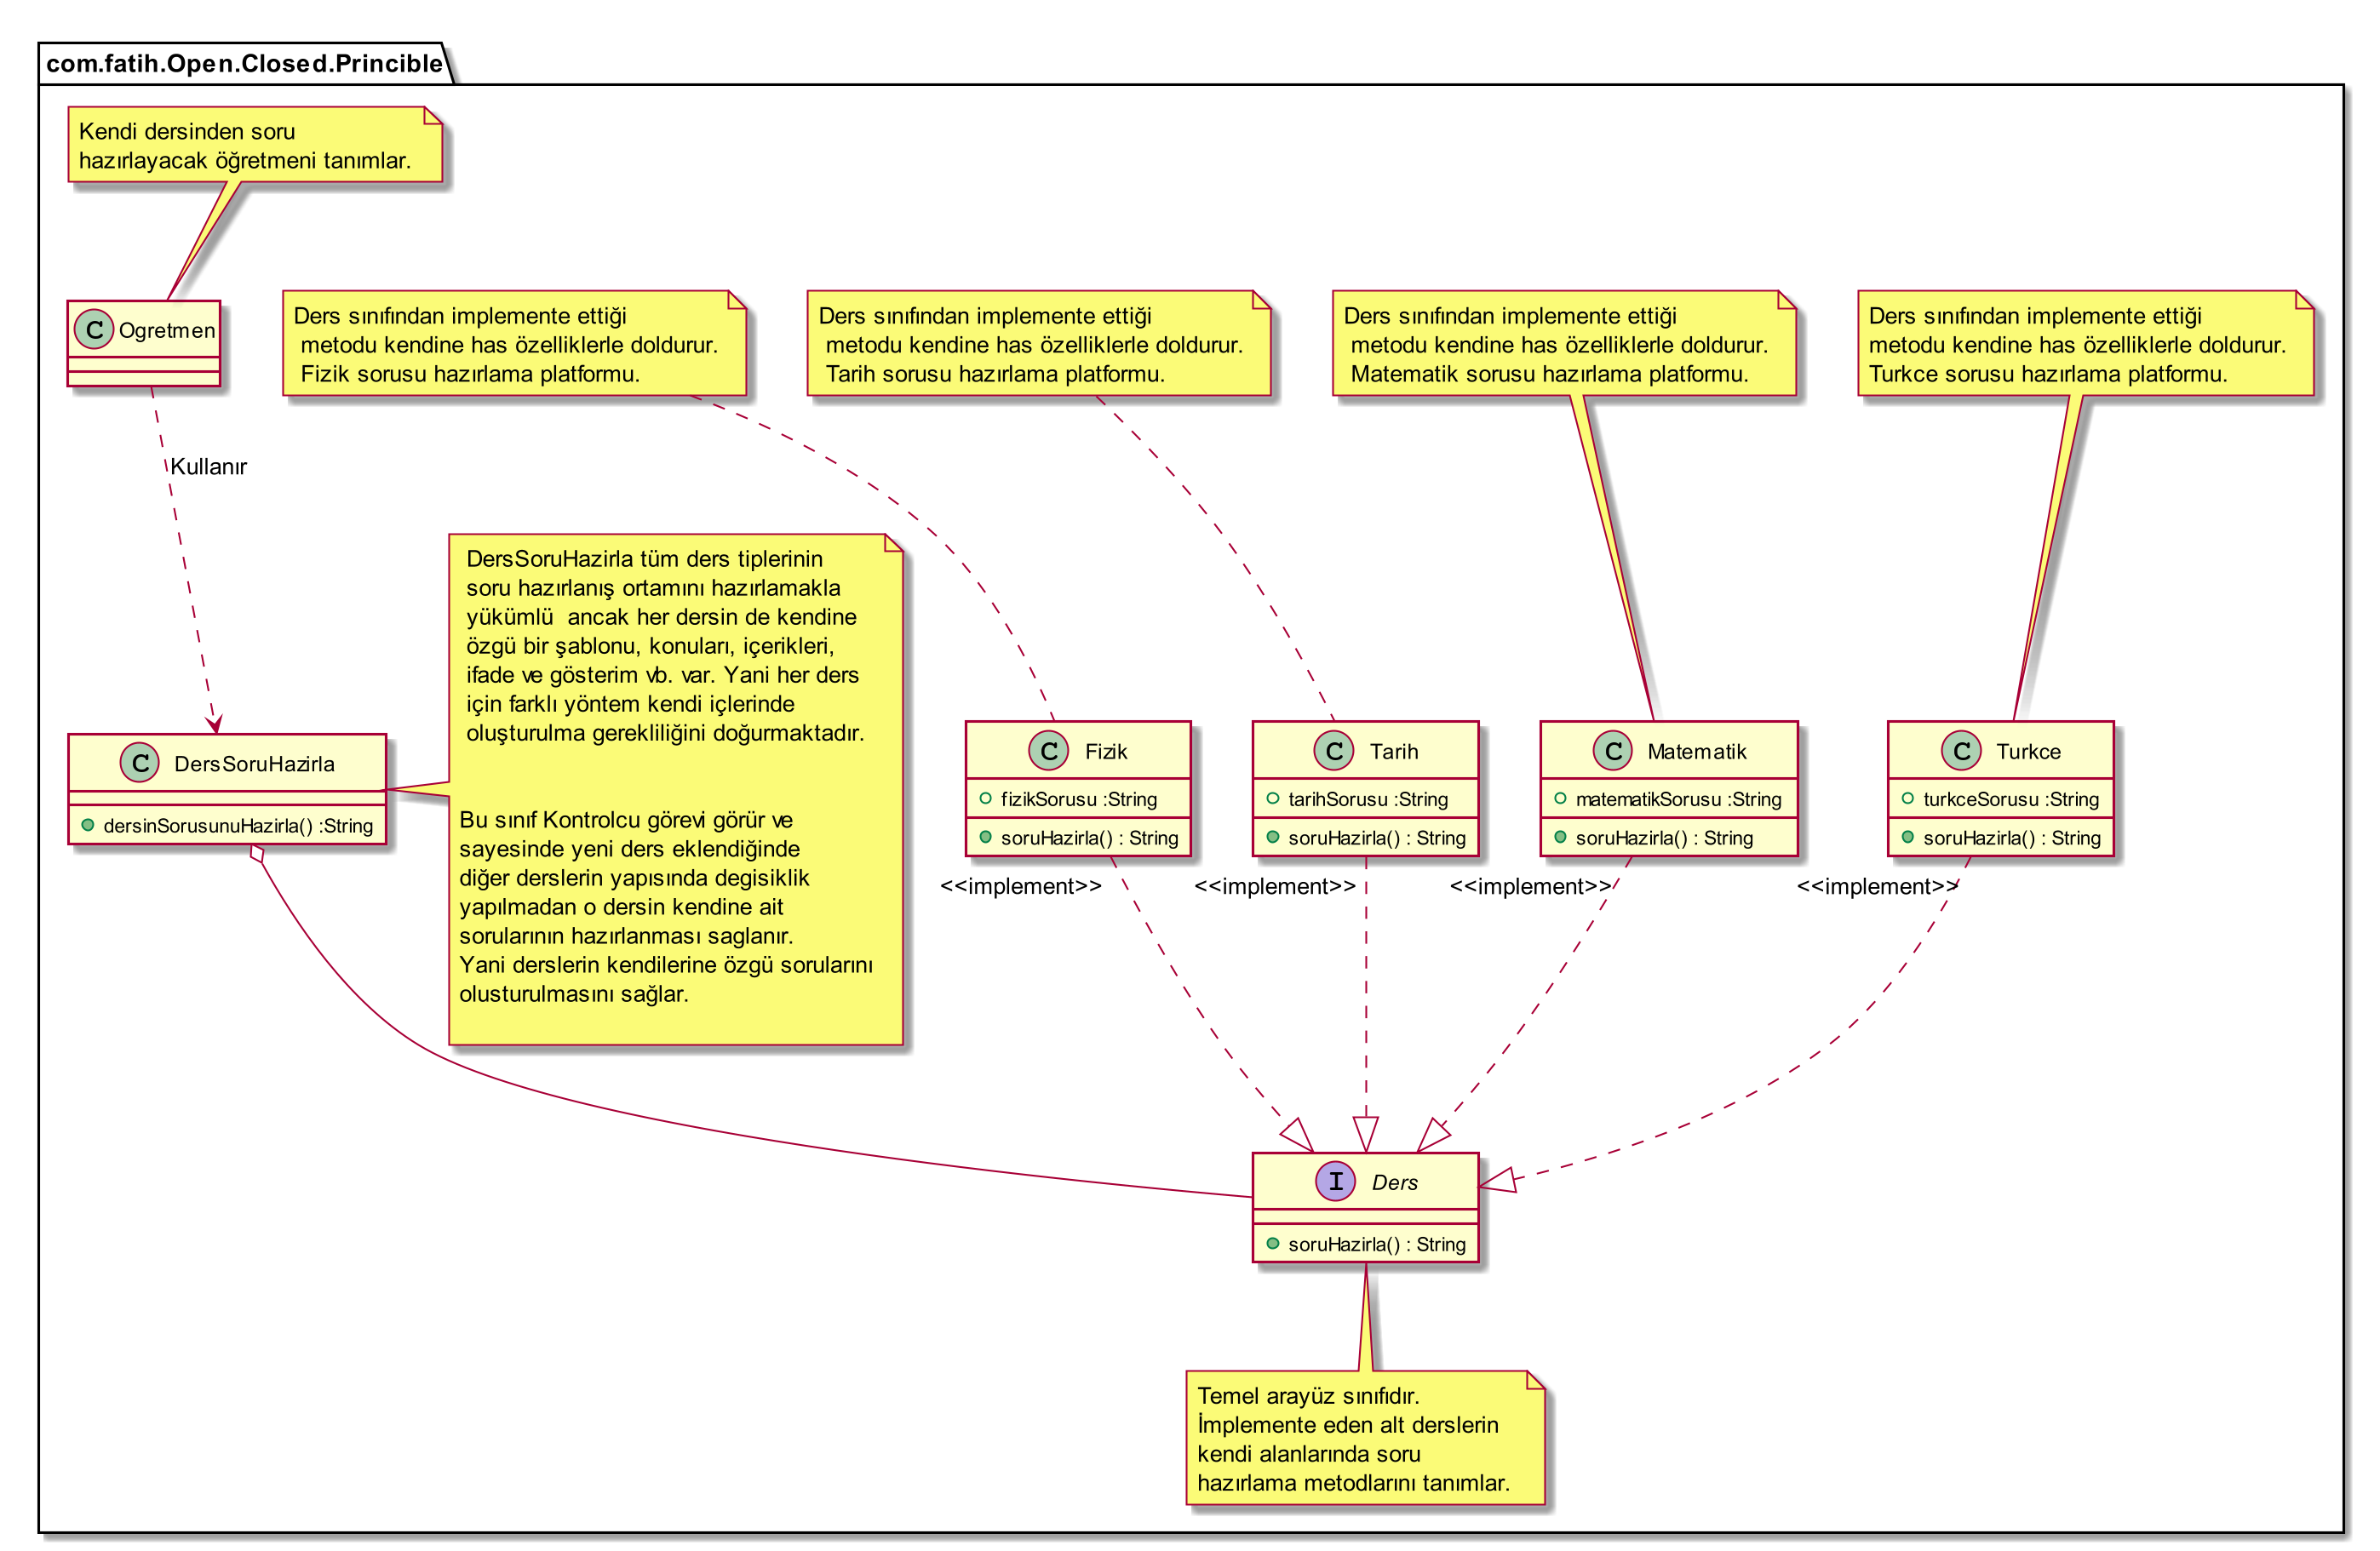 com.fatih.Open.Closed.Princible
Kendi dersinden soru
hazırlayacak öğretmeni tanımlar.
C Ogretmen
Ders sınıfından implemente ettiği
metodu kendine has özelliklerle doldurur.
Fizik sorusu hazırlama platformu.
Ders sınıfından implemente ettiği
metodu kendine has özelliklerle doldurur.
Tarih sorusu hazırlama platformu.
Ders sınıfından implemente ettiği
metodu kendine has özelliklerle doldurur.
Matematik sorusu hazırlama platformu.
Ders sınıfından implemente ettiği
metodu kendine has özelliklerle doldurur.
Turkce sorusu hazırlama platformu.
Kullanır
DersSoruHazirla tüm ders tiplerinin
soru hazırlanış ortamını hazırlamakla
yükümlü  ancak her dersin de kendine
özgü bir şablonu, konuları, içerikleri,
ifade ve gösterim vb. var. Yani her ders
için farklı yöntem kendi içlerinde
oluşturulma gerekliliğini doğurmaktadır.
Bu sınıf Kontrolcu görevi görür ve
sayesinde yeni ders eklendiğinde
diğer derslerin yapısında degisiklik
yapılmadan o dersin kendine ait
sorularının hazırlanması saglanır.
Yani derslerin kendilerine özgü sorularını
olusturulmasını sağlar.
C DersSoruHazirla
dersinSorusunuHazirla() :String
C Fizik
fizikSorusu :String
soruHazirla() : String
C Tarih
tarihSorusu :String
soruHazirla() : String
C Matematik
matematikSorusu :String
soruHazirla() : String
C Turkce
turkceSorusu :String
soruHazirla() : String
<<implement>>
<<implement>>
<<implement>>
<<implement>>
I Ders
soruHazirla() : String
Temel arayüz sınıfıdır.
İmplemente eden alt derslerin
kendi alanlarında soru
hazırlama metodlarını tanımlar.